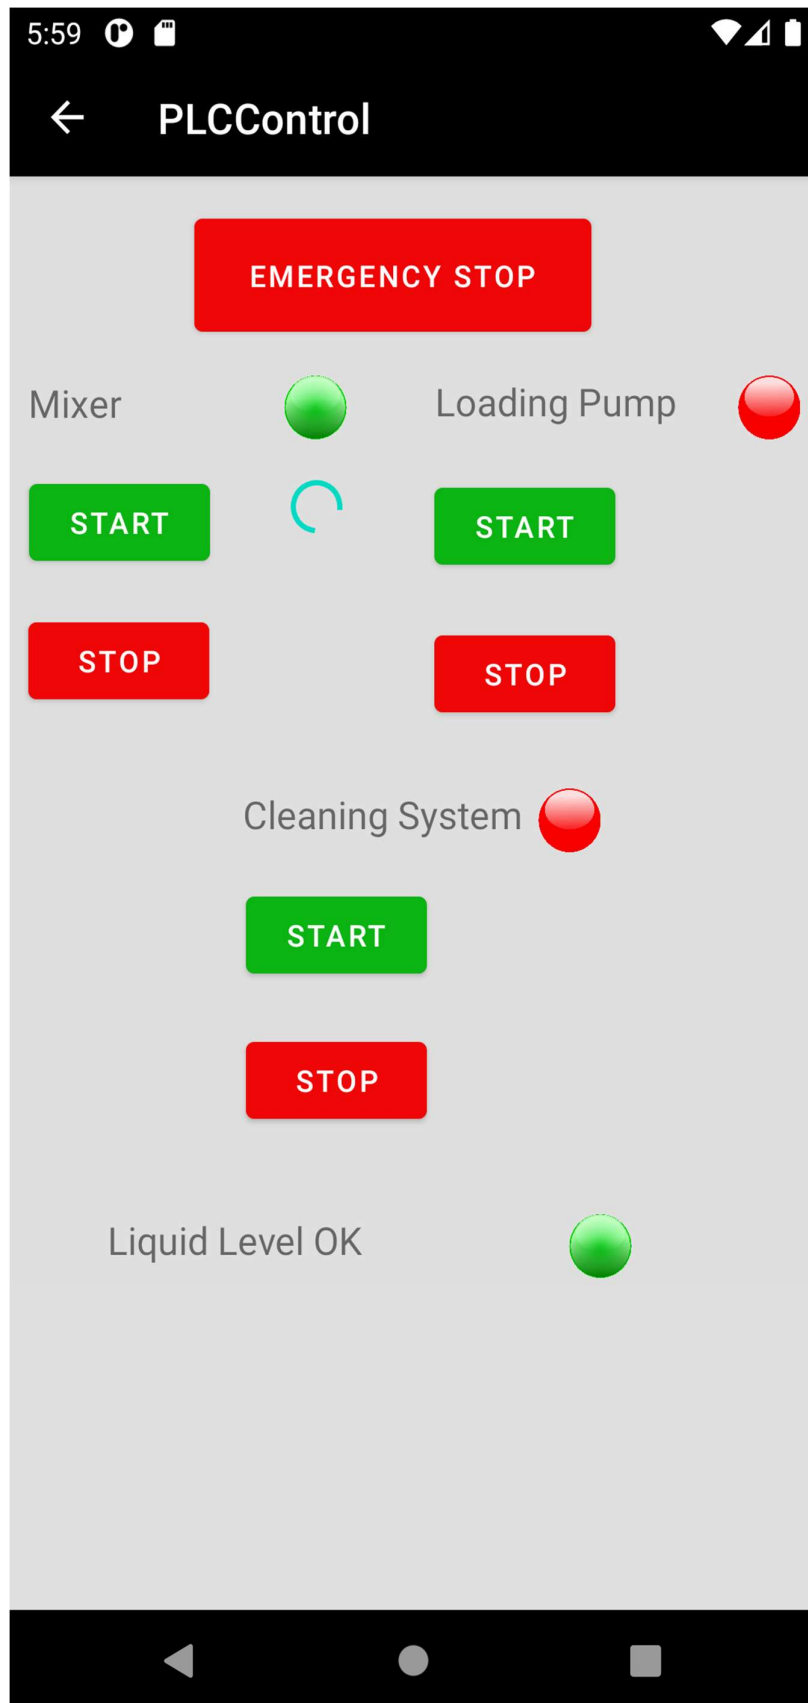 5:59
PLCControl
EMERGENCY STOP
Mixer
Loading Pump
START
START
STOP
STOP
Cleaning System
START
STOP
Liquid Level OK